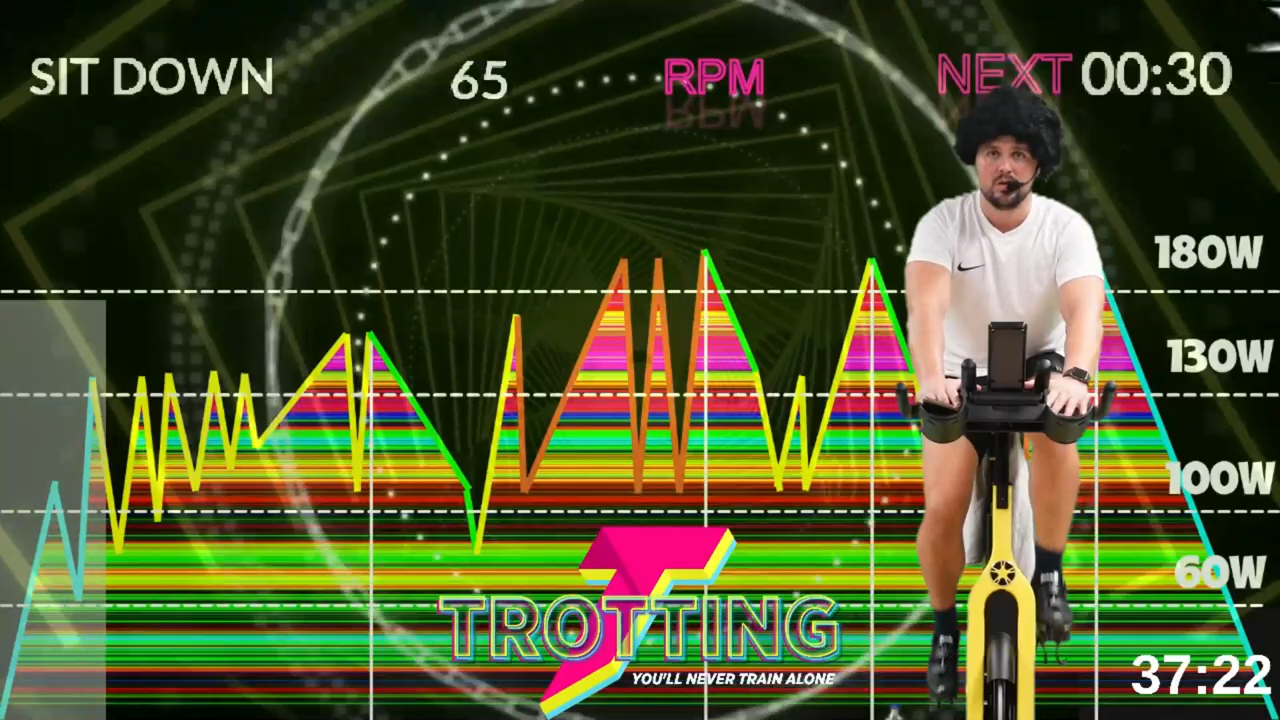 SIT DOWN
65
RPM
NEXT 00:30
180W
130W
100W
60W
TROTTING
YOU'LL NEVER TRAIN ALONE
37:22